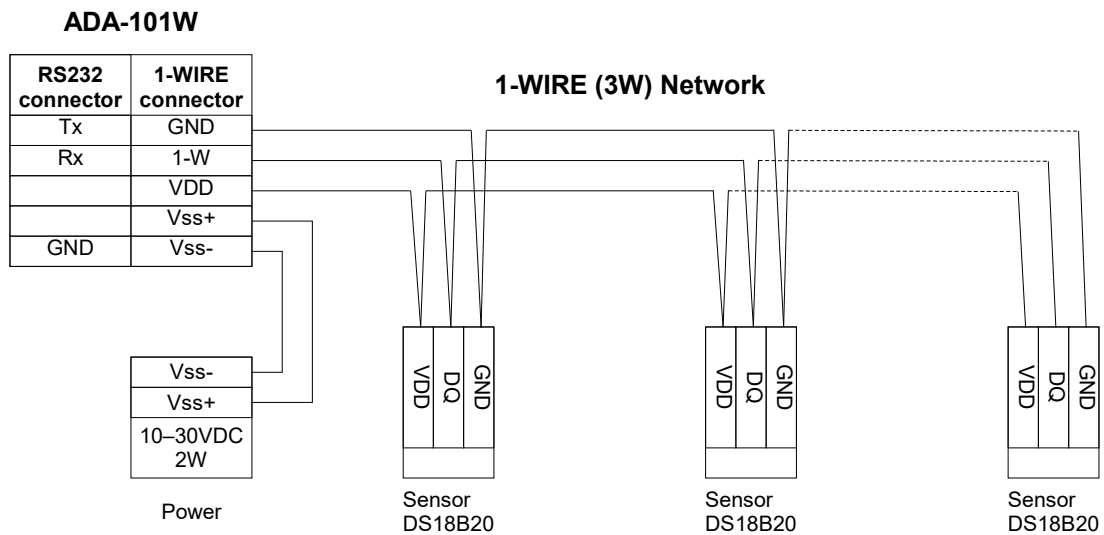 ADA-101W
RS232 connector
1-WIRE connector
1-WIRE (3W) Network
Tx
GND
Rx
1-W
VDD
Vss+
GND
Vss-
Vss-
Vss+
10–30VDC
2W
Power
VDD
DQ
GND
Sensor
DS18B20
VDD
DQ
GND
Sensor
DS18B20
VDD
DQ
GND
Sensor
DS18B20